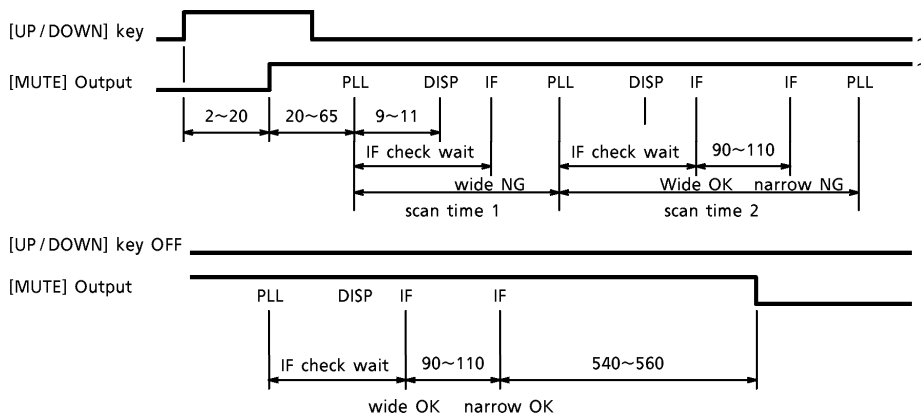 [UP/DOWN] key
[MUTE] Output
PLL DISP IF PLL DISP IF IF PLL
2~20 20~65 9~11
IF check wait IF check wait 90~110
wide NG Wide OK narrow NG
scan time 1 scan time 2
[UP/DOWN] key OFF
[MUTE] Output
PLL DISP IF IF
IF check wait 90~110 540~560
wide OK narrow OK